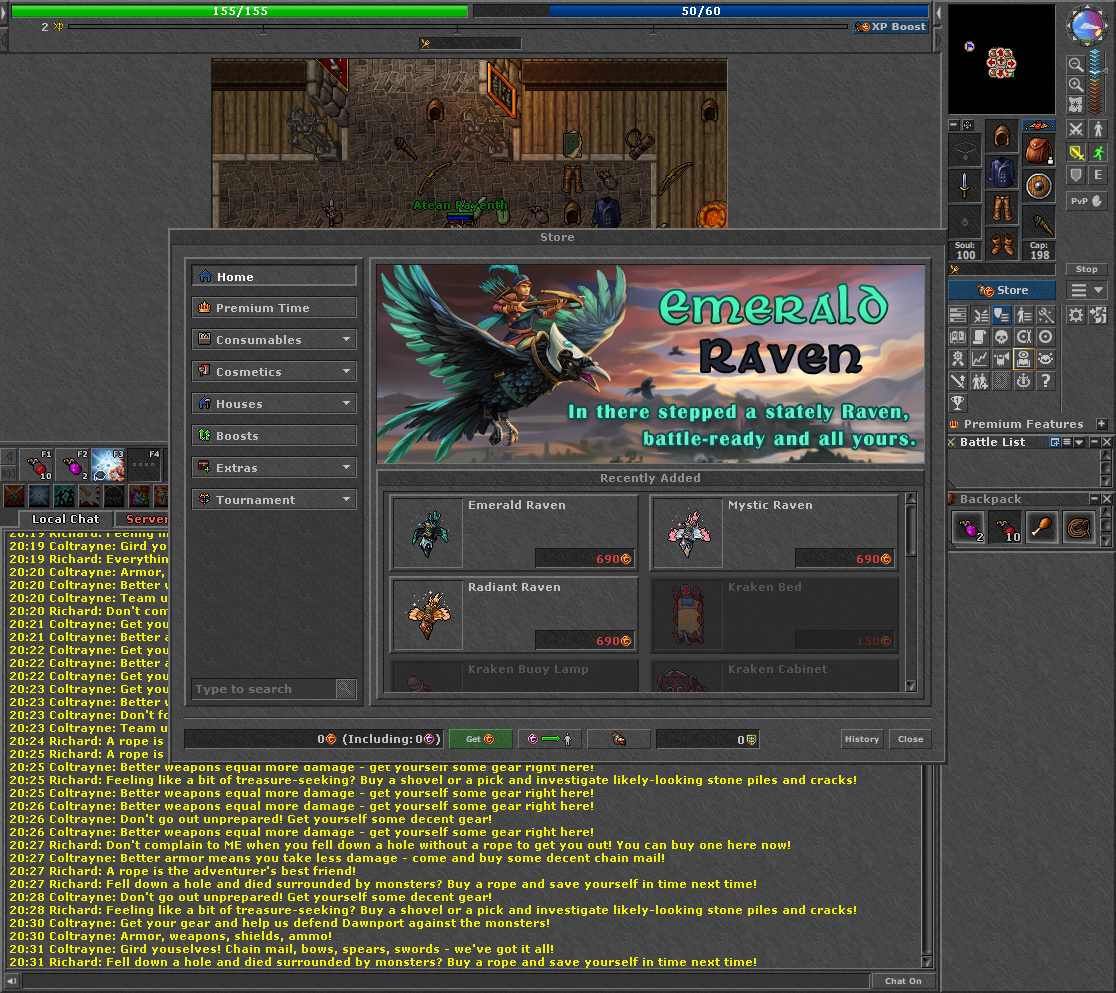 155/155
50/60
2
XP Boost
Atean Raventh
Soul:
100
Cap:
198
PvP
E
Stop
Store
Premium Features
Battle List
Backpack
2
10
Store
Home
Premium Time
Consumables
Cosmetics
Houses
Boosts
Extras
Tournament
Type to search
EMERALD
RAVEN
In there stepped a stately Raven,
battle-ready and all yours.
Recently Added
Emerald Raven
690
Mystic Raven
690
Radiant Raven
690
Kraken Bed
150
Kraken Buoy Lamp
Kraken Cabinet
0 (Including: 0)
Get
0
History
Close
F1
10
F2
2
F3
F4
Local Chat
Server
20:19 Richard: Feeling
20:19 Coltrayne: Gird yo
20:19 Richard: Everythin
20:20 Coltrayne: Armor,
20:20 Coltrayne: Better
20:20 Coltrayne: Team u
20:20 Richard: Don't com
20:21 Coltrayne: Get you
20:21 Coltrayne: Better a
20:22 Coltrayne: Get you
20:22 Coltrayne: Better a
20:22 Coltrayne: Get you
20:23 Coltrayne: Get you
20:23 Coltrayne: Better
20:23 Coltrayne: Don't fo
20:23 Coltrayne: Team u
20:24 Richard: A rope is
20:25 Richard: A rope is
20:25 Coltrayne: Better weapons equal more damage - get yourself some gear right here!
20:25 Richard: Feeling like a bit of treasure-seeking? Buy a shovel or a pick and investigate likely-looking stone piles and cracks!
20:25 Coltrayne: Better weapons equal more damage - get yourself some gear right here!
20:26 Coltrayne: Better weapons equal more damage - get yourself some gear right here!
20:26 Coltrayne: Don't go out unprepared! Get yourself some decent gear!
20:26 Coltrayne: Better weapons equal more damage - get yourself some gear right here!
20:27 Richard: Don't complain to ME when you fell down a hole without a rope to get you out! You can buy one here now!
20:27 Coltrayne: Better armor means you take less damage - come and buy some decent chain mail!
20:27 Richard: A rope is the adventurer's best friend!
20:27 Richard: Fell down a hole and died surrounded by monsters? Buy a rope and save yourself in time next time!
20:28 Coltrayne: Don't go out unprepared! Get yourself some decent gear!
20:28 Richard: Feeling like a bit of treasure-seeking? Buy a shovel or a pick and investigate likely-looking stone piles and cracks!
20:30 Coltrayne: Get your gear and help us defend Dawnport against the monsters!
20:30 Coltrayne: Armor, weapons, shields, ammo!
20:31 Coltrayne: Gird youselves! Chain mail, bows, spears, swords - we've got it all!
20:31 Richard: Fell down a hole and died surrounded by monsters? Buy a rope and save yourself in time next time!
Chat On